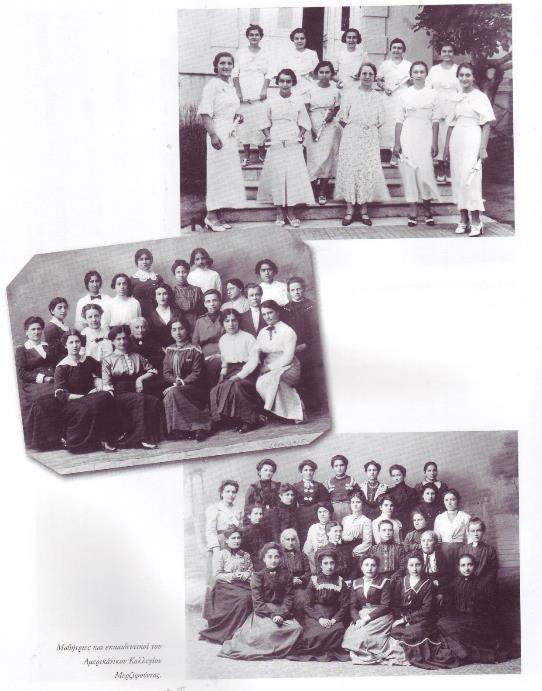 Μαθήτριες και εκπαιδευτικοί του
Αμερικάνικου Κολλεγίου
Μερζιφούντας.